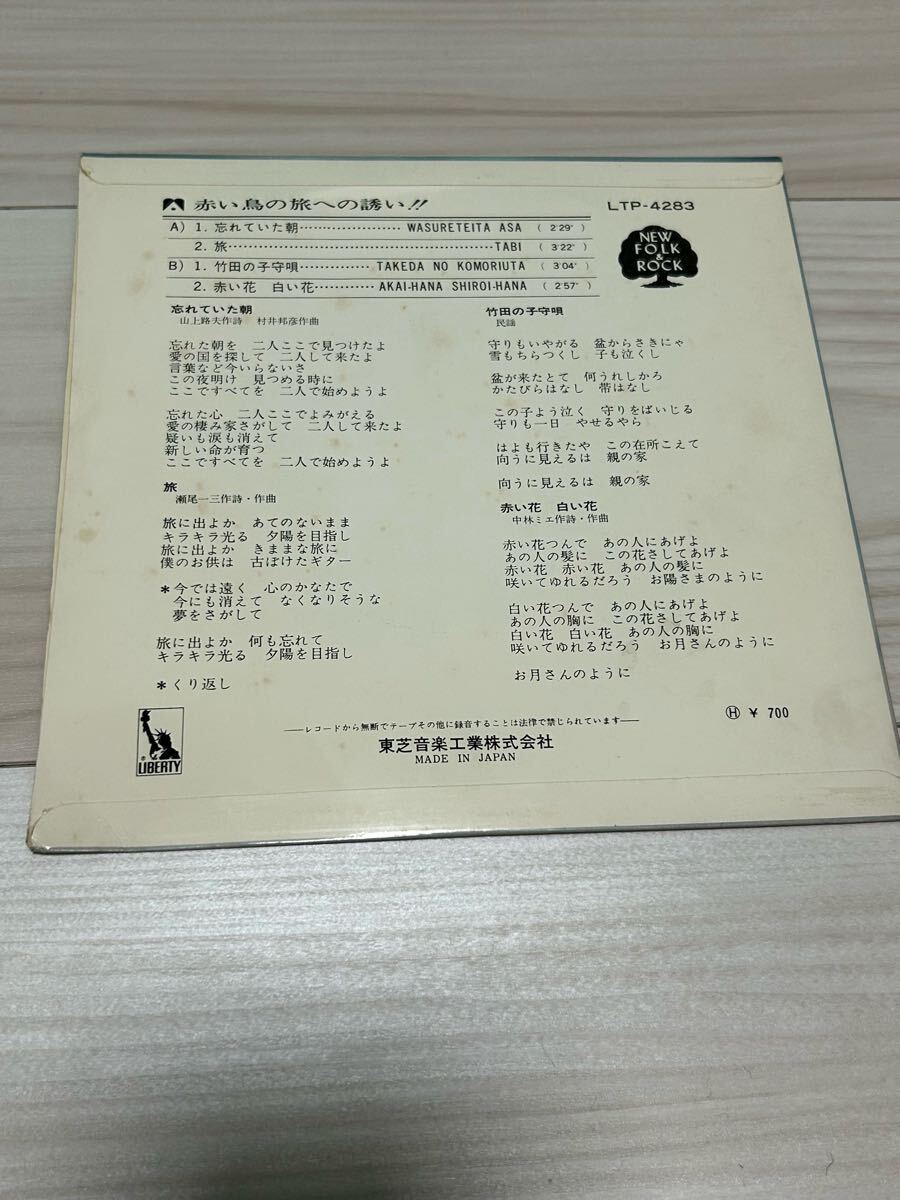 赤い鳥の旅への誘い!!
LTP-4283
A) 1. 忘れていた朝 WASURETEITA ASA ( 2'29" )
2. 旅 TABI ( 3'22" )
B) 1. 竹田の子守唄 TAKEDA NO KOMORIUTA ( 3'04" )
2. 赤い花 白い花 AKAI-HANA SHIROI-HANA ( 2'57" )
NEW
FOLK
&
ROCK
忘れていた朝
山上路夫作詩 村井邦彦作曲
忘れた朝を 二人ここで見つけたよ
愛の国を探して 二人して来たよ
言葉など今いらないさ
この夜明け 見つめる時に
ここですべてを 二人で始めようよ
忘れた心 二人ここでよみがえる
愛の棲み家さがして 二人して来たよ
疑いも涙も消えて
新しい命が育つ
ここですべてを 二人で始めようよ
旅
瀬尾一三作詩・作曲
旅に出よか あてのないまま
キラキラ光る 夕陽を目指し
旅に出よか きままな旅に
僕のお供は 古ぼけたギター
*今では遠く 心のかなたで
今にも消えて なくなりそうな
夢をさがして
旅に出よか 何も忘れて
キラキラ光る 夕陽を目指し
*くり返し
竹田の子守唄
民謡
守りもいやがる 盆からさきにゃ
雪もちらつくし 子も泣くし
盆が来たとて 何うれしかろ
かたびらはなし 帯はなし
この子よう泣く 守りをばいじる
守りも一日 やせるやら
はよも行きたや この在所こえて
向うに見えるは 親の家
向うに見えるは 親の家
赤い花 白い花
中林ミエ作詩・作曲
赤い花つんで あの人にあげよ
あの人の髪に この花さしてあげよ
赤い花 赤い花 あの人の髪に
咲いてゆれるだろう お陽さまのように
白い花つんで あの人にあげよ
あの人の胸に この花さしてあげよ
白い花 白い花 あの人の胸に
咲いてゆれるだろう お月さんのように
お月さんのように
LIBERTY
レコードから無断でテープその他に録音することは法律で禁じられています
東芝音楽工業株式会社
MADE IN JAPAN
Ⓗ ¥ 700